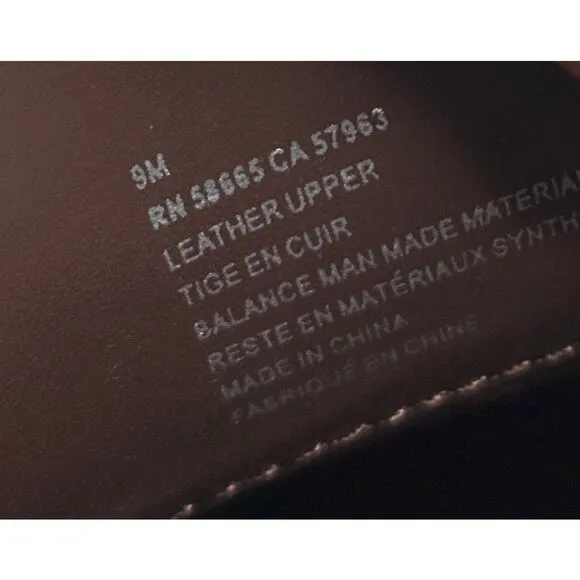 9M
RN 58665 CA 57963
LEATHER UPPER
TIGE EN CUIR
BALANCE MAN MADE MATERIA
RESTE EN MATÉRIAUX SYNTH
MADE IN CHINA
FABRIQUÉ EN CHINE